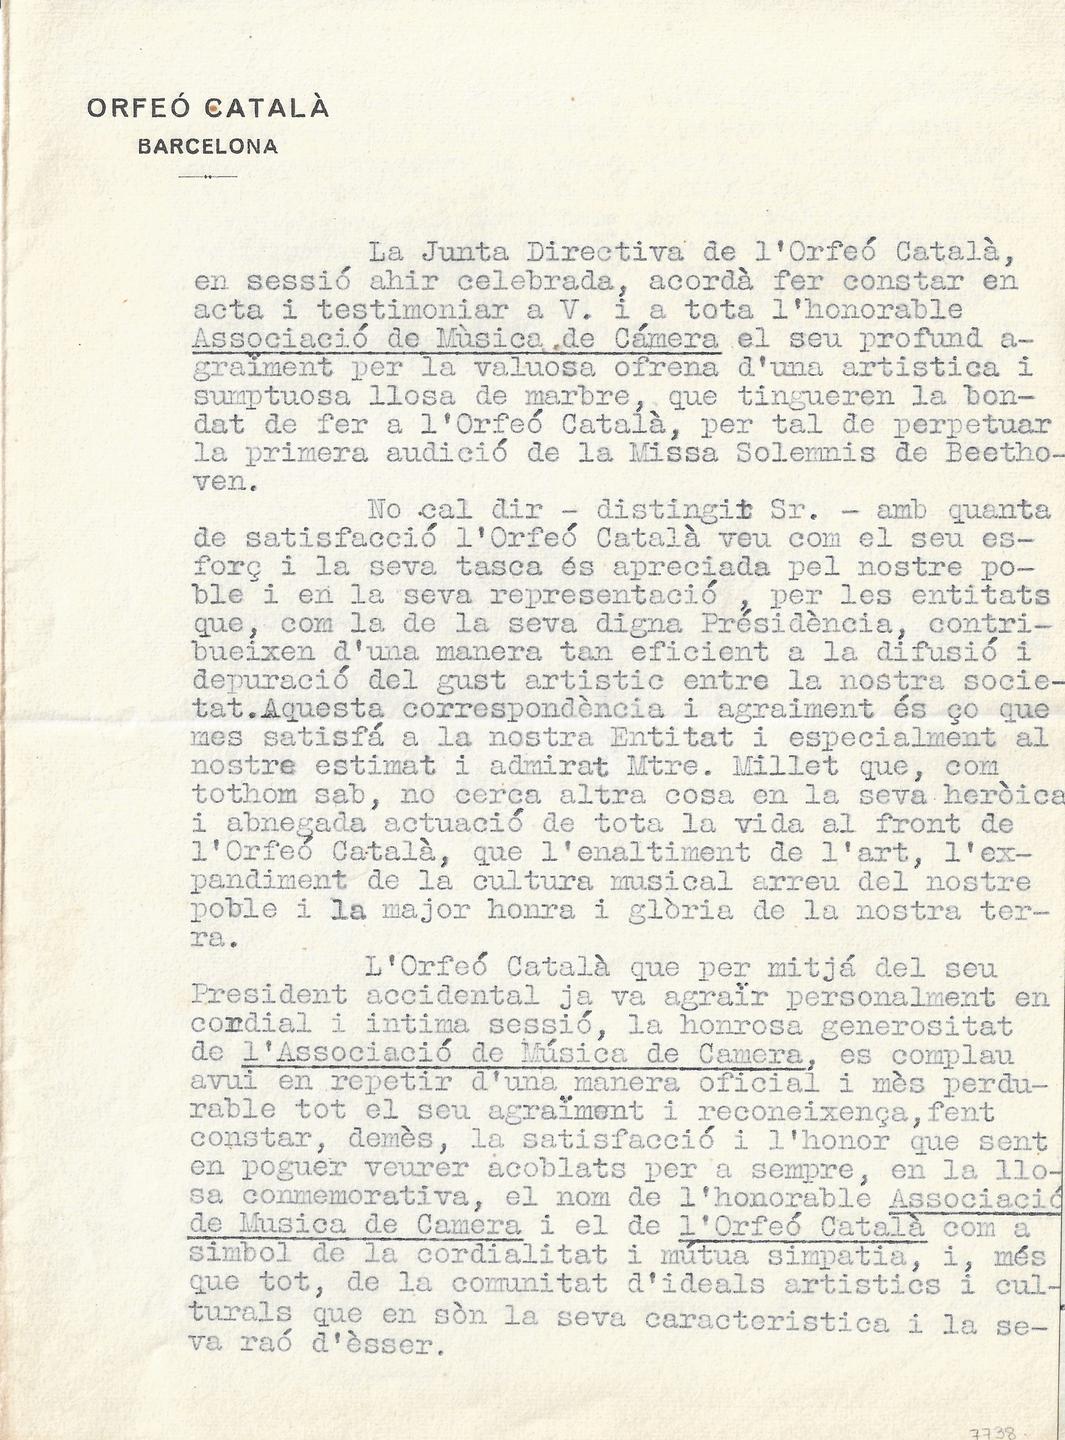 ORFEÓ CATALÀ
BARCELONA
La Junta Directiva de l'Orfeó Català,
en sessió ahir celebrada, acordà fer constar en
acta i testimoniar a V. i a tota l'honorable
Associació de Mùsica de Cámera el seu profund a-
graïment per la valuosa ofrena d'una artistica i
sumptuosa llosa de marbre, que tingueren la bon-
dat de fer a l'Orfeó Català, per tal de perpetuar
la primera audició de la Missa Solemnis de Beetho-
ven.
No cal dir - distingit Sr. - amb quanta
de satisfacció l'Orfeó Català veu com el seu es-
forç i la seva tasca és apreciada pel nostre po-
ble i en la seva representació , per les entitats
que, com la de la seva digna Présidència, contri-
bueixen d'una manera tan eficient a la difusió i
depuració del gust artistic entre la nostra socie-
tat.Aquesta correspondència i agraiment és ço que
mes satisfá a la nostra Entitat i especialment al
nostre estimat i admirat Mtre. Millet que, com
tothom sab, no cerca altra cosa en la seva heròica
i abnegada actuació de tota la vida al front de
l'Orfeó Català, que l'enaltiment de l'art, l'ex-
pandiment de la cultura musical arreu del nostre
poble i la major honra i glòria de la nostra ter-
ra.
L'Orfeó Català que per mitjá del seu
President accidental ja va agraïr personalment en
cordial i intima sessió, la honrosa generositat
de l'Associació de Música de Camera, es complau
avui en repetir d'una manera oficial i mès perdu-
rable tot el seu agraïment i reconeixença,fent
constar, demès, la satisfacció i l'honor que sent
en poguer veurer acoblats per a sempre, en la llo-
sa conmemorativa, el nom de l'honorable Associació
de Musica de Camera i el de l'Orfeó Català com a
simbol de la cordialitat i mútua simpatia, i, més
que tot, de la comunitat d'ideals artistics i cul-
turals que en sòn la seva caracteristica i la se-
va raó d'èsser.
7738